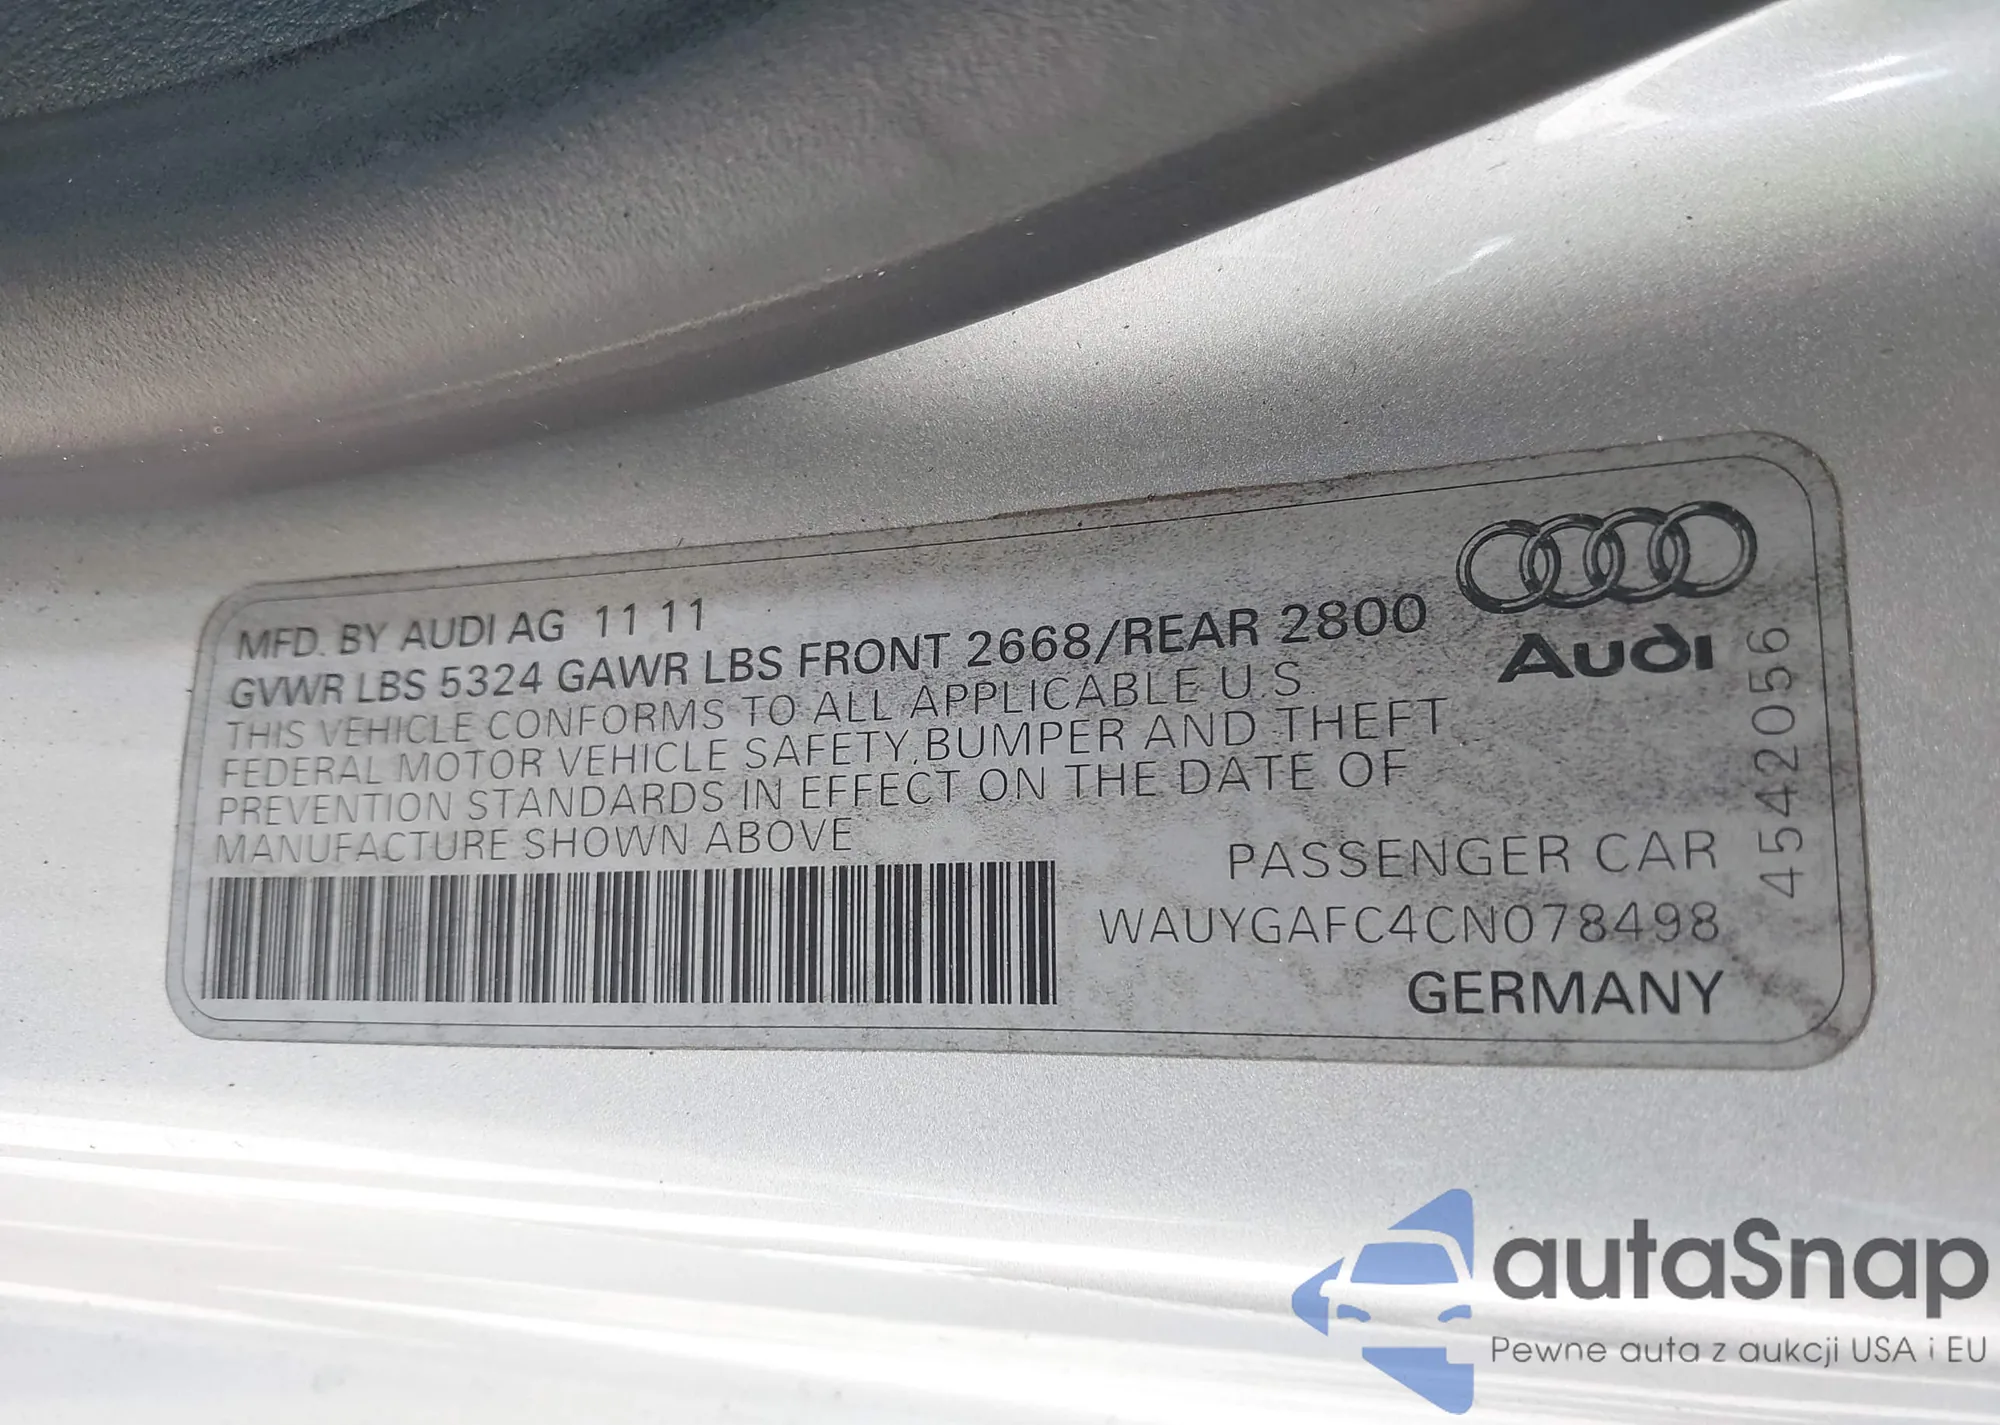 MFD. BY AUDI AG 11 11
GVWR LBS 5324 GAWR LBS FRONT 2668/REAR 2800
THIS VEHICLE CONFORMS TO ALL APPLICABLE U.S.
FEDERAL MOTOR VEHICLE SAFETY, BUMPER AND THEFT
PREVENTION STANDARDS IN EFFECT ON THE DATE OF
MANUFACTURE SHOWN ABOVE
Audi
4542056
PASSENGER CAR
WAUYGAFC4CN078498
GERMANY
autaSnap
Pewne auta z aukcji USA i EU